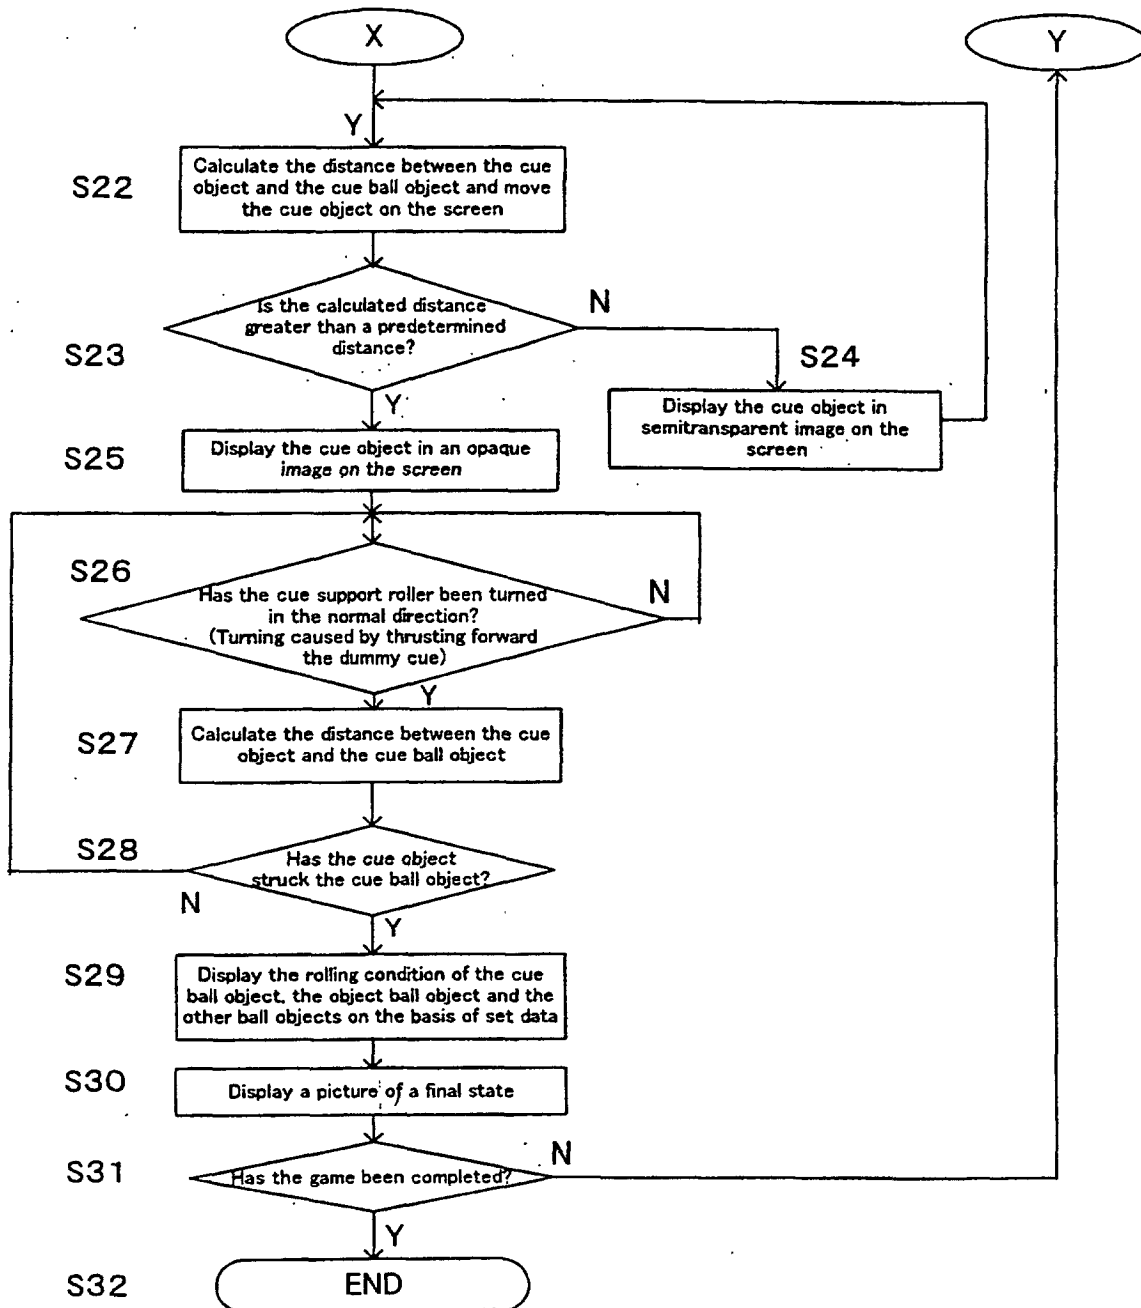 X
Y
Y
S22
Calculate the distance between the cue
object and the cue ball object and move
the cue object on the screen
S23
Is the calculated distance
greater than a predetermined
distance?
N
Y
S24
Display the cue object in
semitransparent image on the
screen
S25
Display the cue object in an opaque
image on the screen
S26
Has the cue support roller been turned
in the normal direction?
(Turning caused by thrusting forward
the dummy cue)
N
Y
S27
Calculate the distance between the cue
object and the cue ball object
S28
Has the cue object
struck the cue ball object?
N
Y
S29
Display the rolling condition of the cue
ball object, the object ball object and the
other ball objects on the basis of set data
S30
Display a picture of a final state
S31
Has the game been completed?
N
Y
S32
END